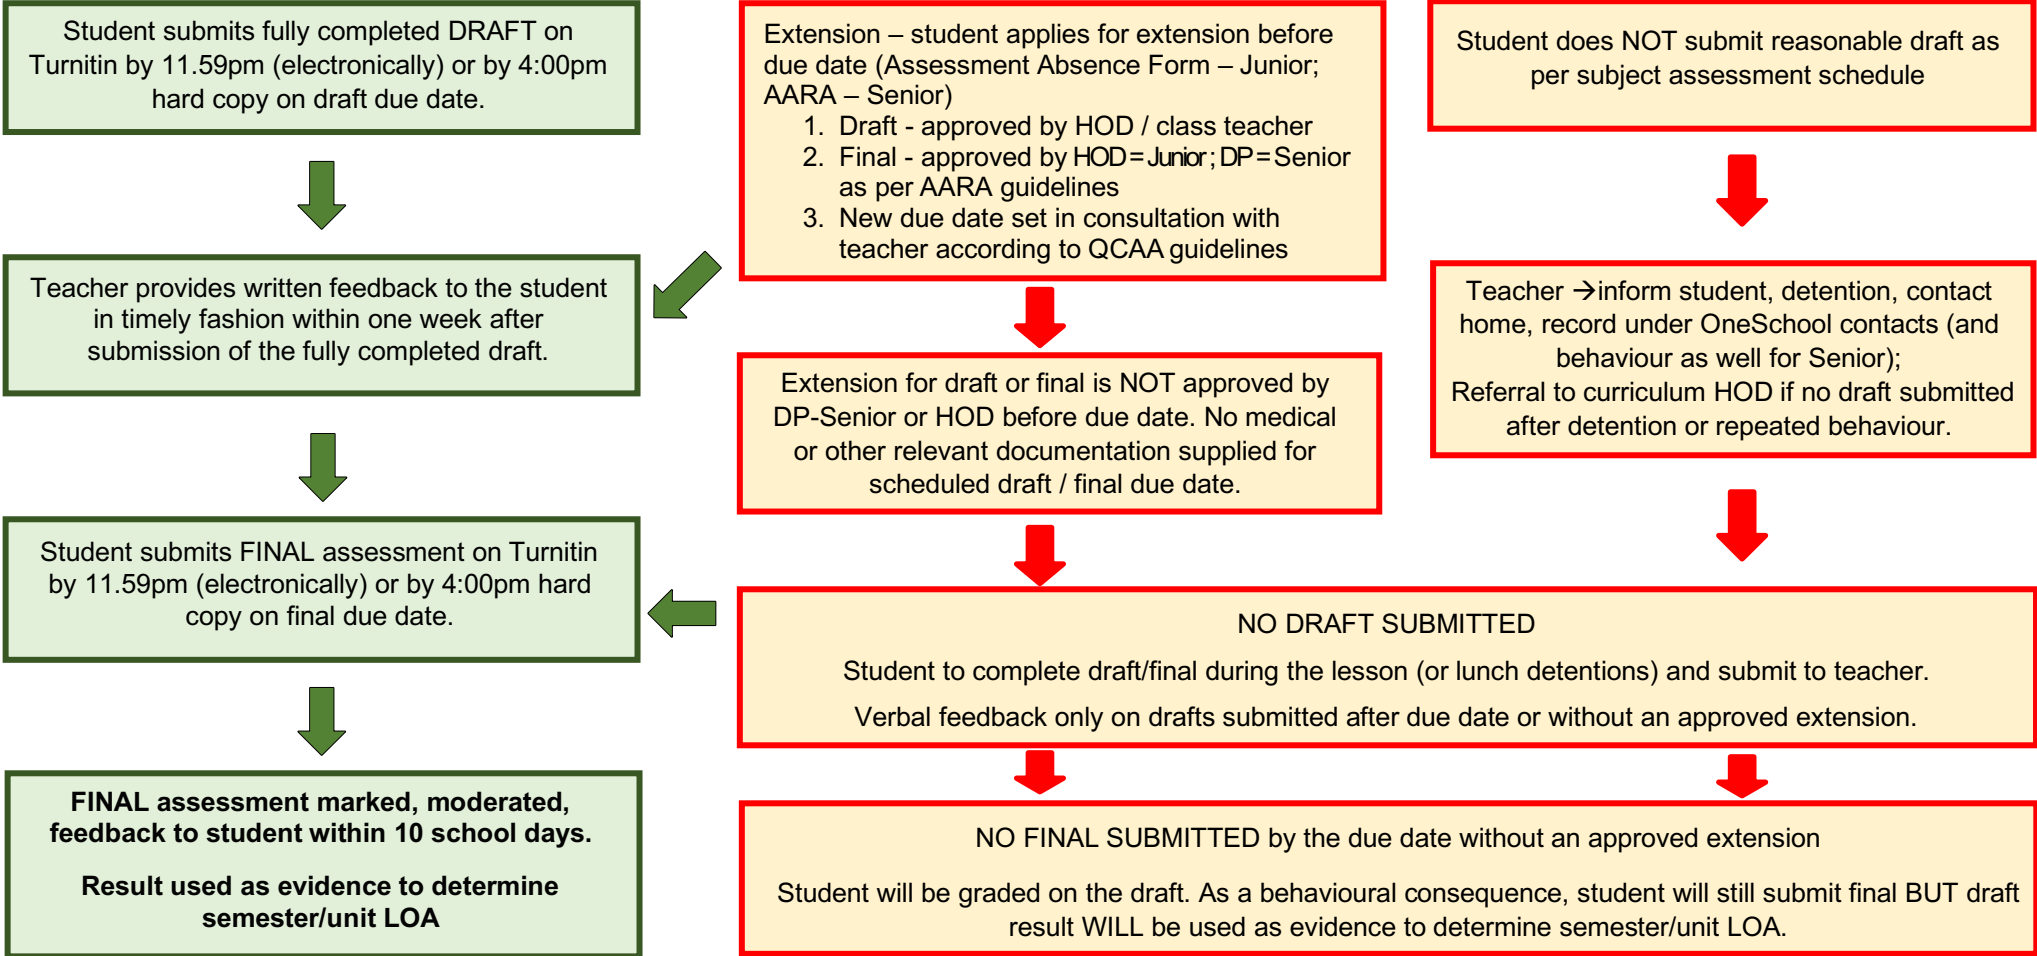 Student submits fully completed DRAFT on
Turnitin by 11.59pm (electronically) or by 4:00pm
hard copy on draft due date.
Teacher provides written feedback to the student
in timely fashion within one week after
submission of the fully completed draft.
Student submits FINAL assessment on Turnitin
by 11.59pm (electronically) or by 4:00pm hard
copy on final due date.
FINAL assessment marked, moderated,
feedback to student within 10 school days.
Result used as evidence to determine
semester/unit LOA
Extension – student applies for extension before
due date (Assessment Absence Form – Junior;
AARA – Senior)
1. Draft - approved by HOD / class teacher
2. Final - approved by HOD=Junior; DP=Senior
as per AARA guidelines
3. New due date set in consultation with
teacher according to QCAA guidelines
Extension for draft or final is NOT approved by
DP-Senior or HOD before due date. No medical
or other relevant documentation supplied for
scheduled draft / final due date.
Student does NOT submit reasonable draft as
per subject assessment schedule
Teacher →inform student, detention, contact
home, record under OneSchool contacts (and
behaviour as well for Senior);
Referral to curriculum HOD if no draft submitted
after detention or repeated behaviour.
NO DRAFT SUBMITTED
Student to complete draft/final during the lesson (or lunch detentions) and submit to teacher.
Verbal feedback only on drafts submitted after due date or without an approved extension.
NO FINAL SUBMITTED by the due date without an approved extension
Student will be graded on the draft. As a behavioural consequence, student will still submit final BUT draft
result WILL be used as evidence to determine semester/unit LOA.